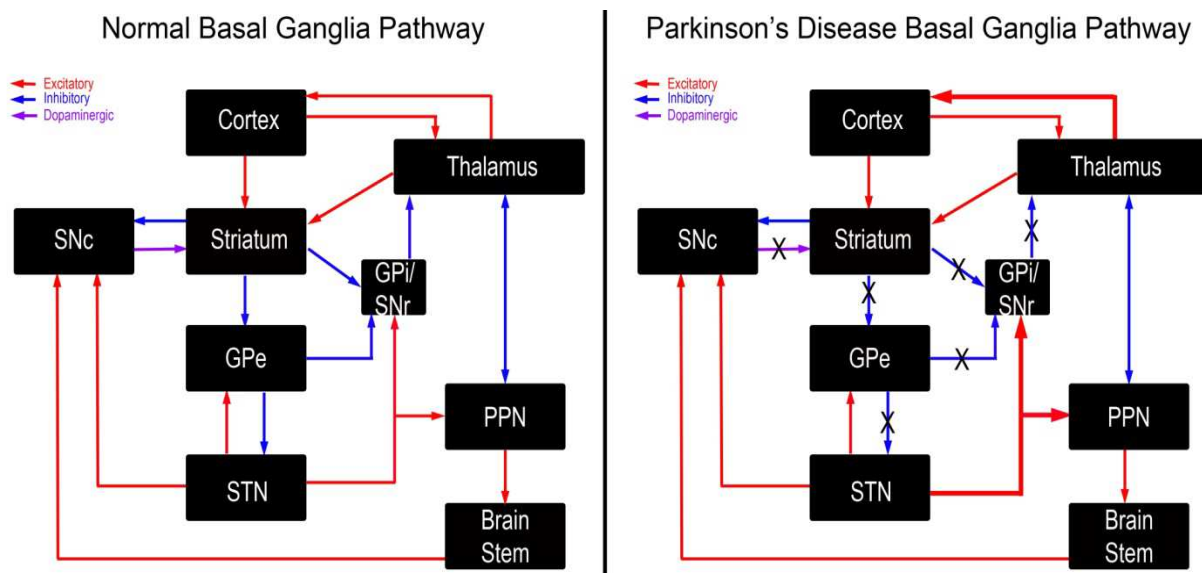 Normal Basal Ganglia Pathway
Excitatory
Inhibitory
Dopaminergic
Cortex
Thalamus
SNc
Striatum
GPi/
SNr
GPe
PPN
STN
Brain
Stem
Parkinson's Disease Basal Ganglia Pathway
Excitatory
Inhibitory
Dopaminergic
Cortex
Thalamus
SNc
X
Striatum
X
X
X
GPi/
SNr
GPe
X
X
PPN
STN
Brain
Stem